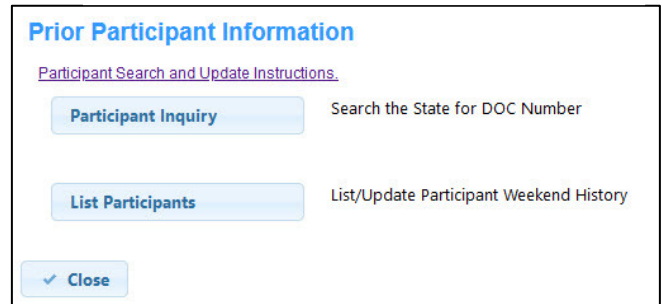 Prior Participant Information
Participant Search and Update Instructions.
Participant Inquiry Search the State for DOC Number
List Participants List/Update Participant Weekend History
Close